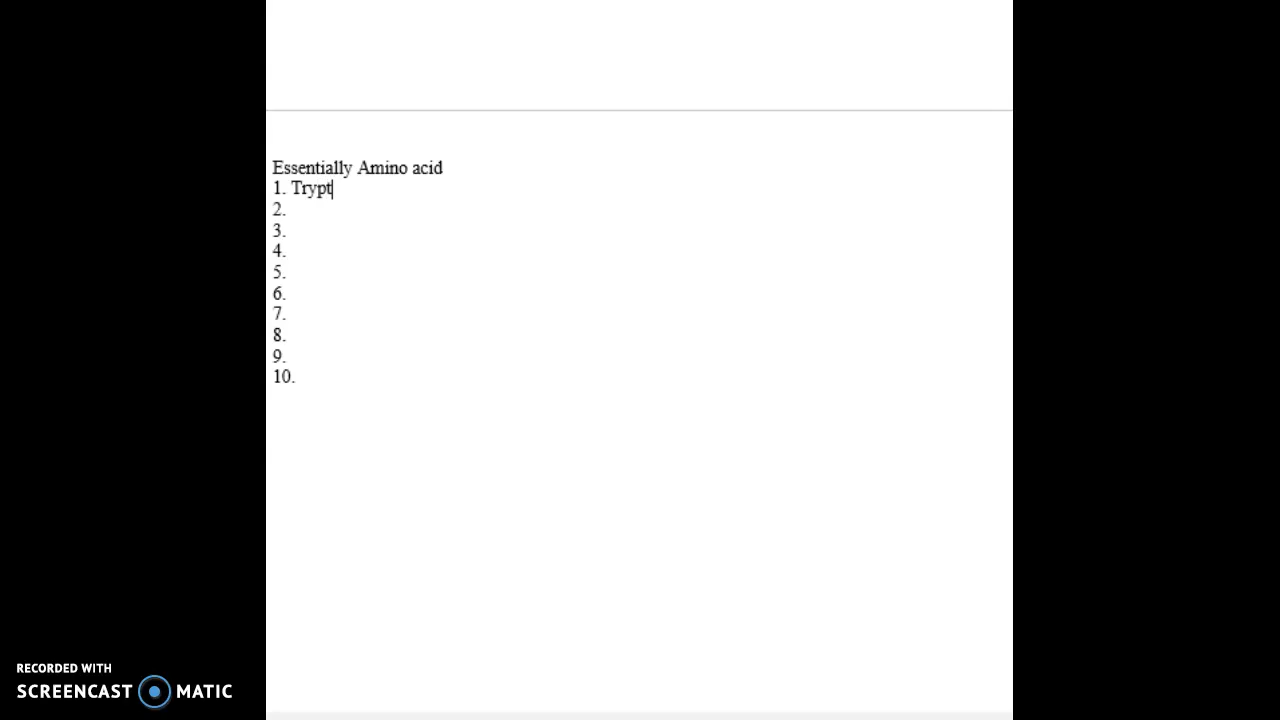 Essentially Amino acid
1. Trypt
2.
3.
4.
5.
6.
7.
8.
9.
10.
RECORDED WITH
SCREENCAST MATIC